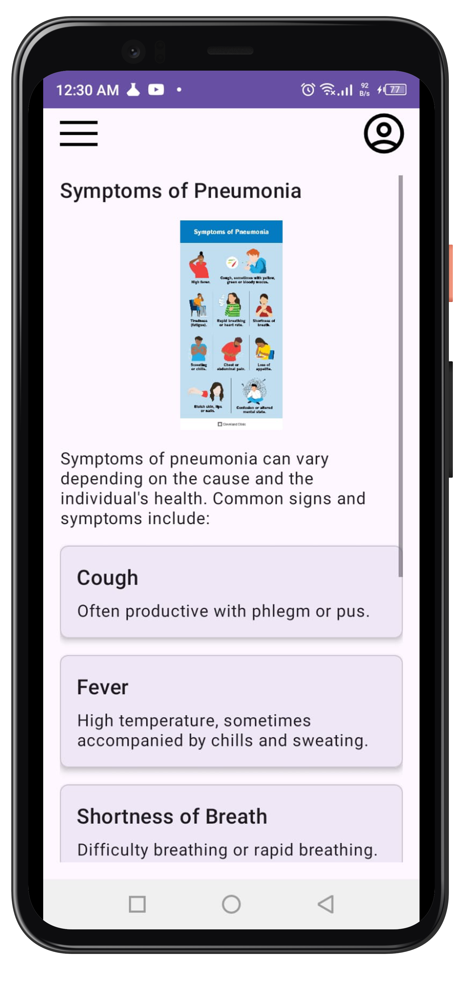 12:30 AM
92
B/s
77
Symptoms of Pneumonia
Symptoms of Pneumonia
High fever.
Cough, sometimes with yellow,
green or bloody mucus.
Tiredness
(fatigue).
Rapid breathing
or heart rate.
Shortness of
breath.
Sweating
or chills.
Chest or
abdominal pain.
Loss of
appetite.
Bluish skin, lips
or nails.
Confusion or altered
mental state.
Cleveland Clinic
Symptoms of pneumonia can vary
depending on the cause and the
individual's health. Common signs and
symptoms include:
Cough
Often productive with phlegm or pus.
Fever
High temperature, sometimes
accompanied by chills and sweating.
Shortness of Breath
Difficulty breathing or rapid breathing.